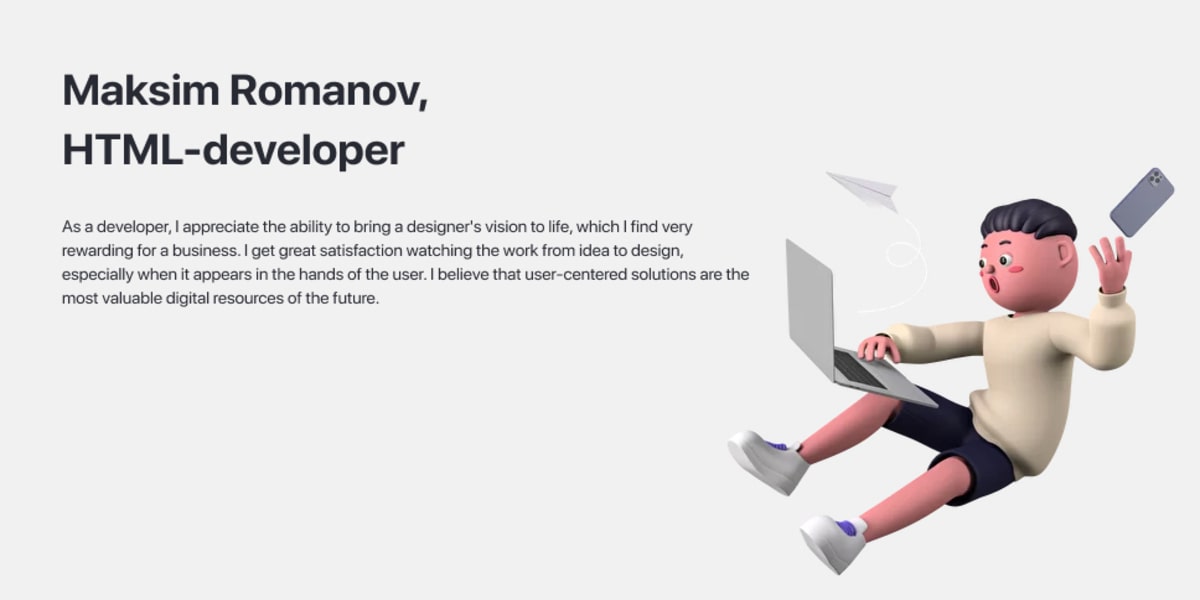 Maksim Romanov,
HTML-developer
As a developer, I appreciate the ability to bring a designer's vision to life, which I find very
rewarding for a business. I get great satisfaction watching the work from idea to design,
especially when it appears in the hands of the user. I believe that user-centered solutions are the
most valuable digital resources of the future.